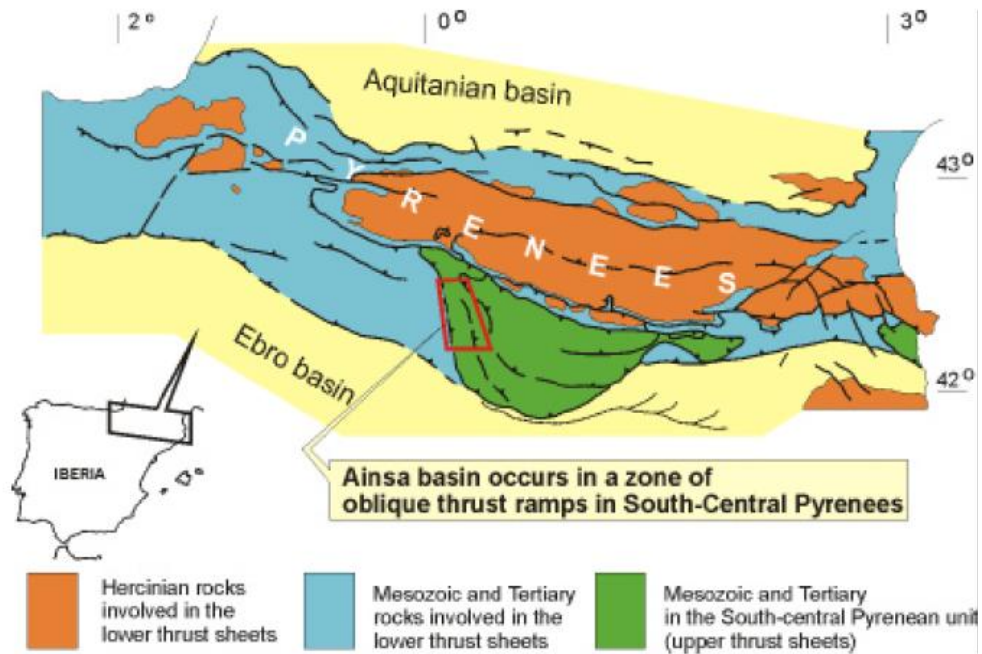 2°
0°
3°
Aquitanian basin
PYRENEES
43°
42°
Ebro basin
IBERIA
Ainsa basin occurs in a zone of
oblique thrust ramps in South-Central Pyrenees
Hercinian rocks
involved in the
lower thrust sheets
Mesozoic and Tertiary
rocks involved in the
lower thrust sheets
Mesozoic and Tertiary
in the South-central Pyrenean unit
(upper thrust sheets)